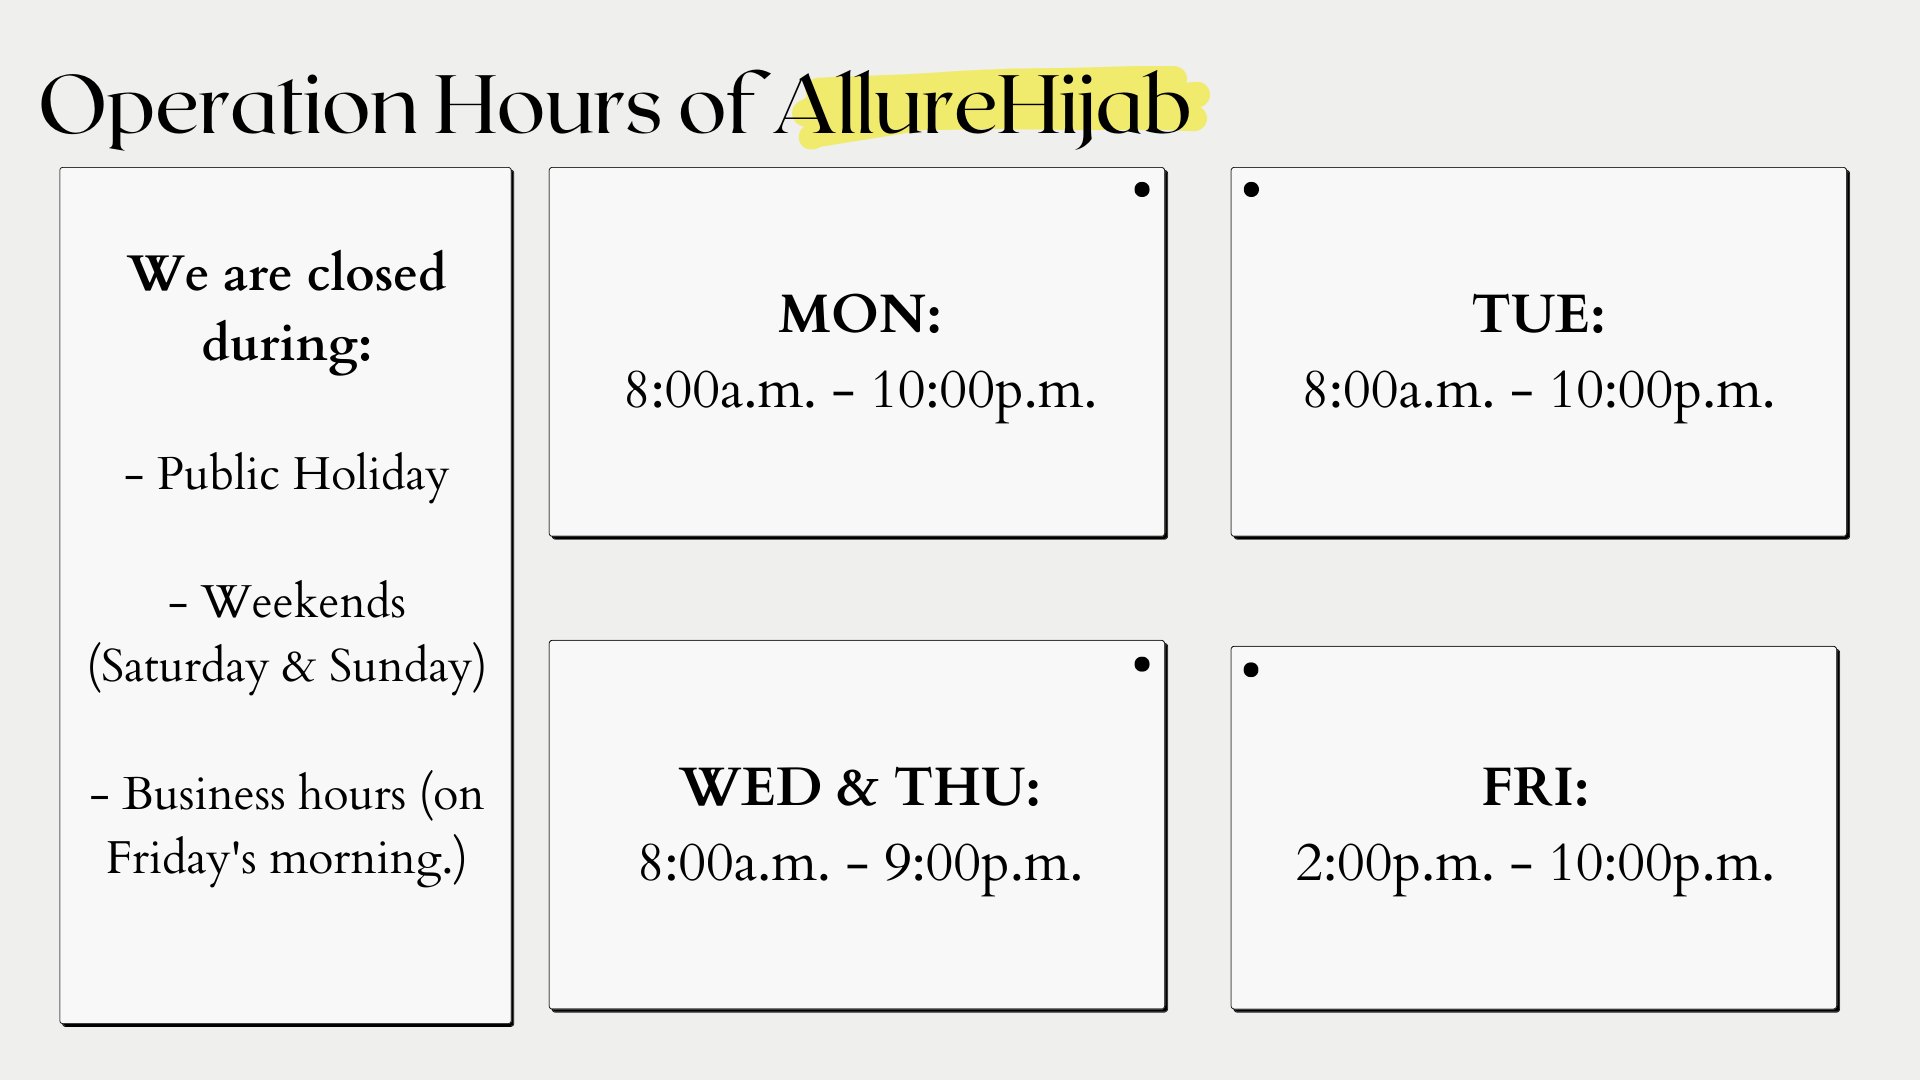 Operation Hours of AllureHijab
We are closed
during:
- Public Holiday
- Weekends
(Saturday & Sunday)
- Business hours (on
Friday's morning.)
MON:
8:00a.m. - 10:00p.m.
TUE:
8:00a.m. - 10:00p.m.
WED & THU:
8:00a.m. - 9:00p.m.
FRI:
2:00p.m. - 10:00p.m.